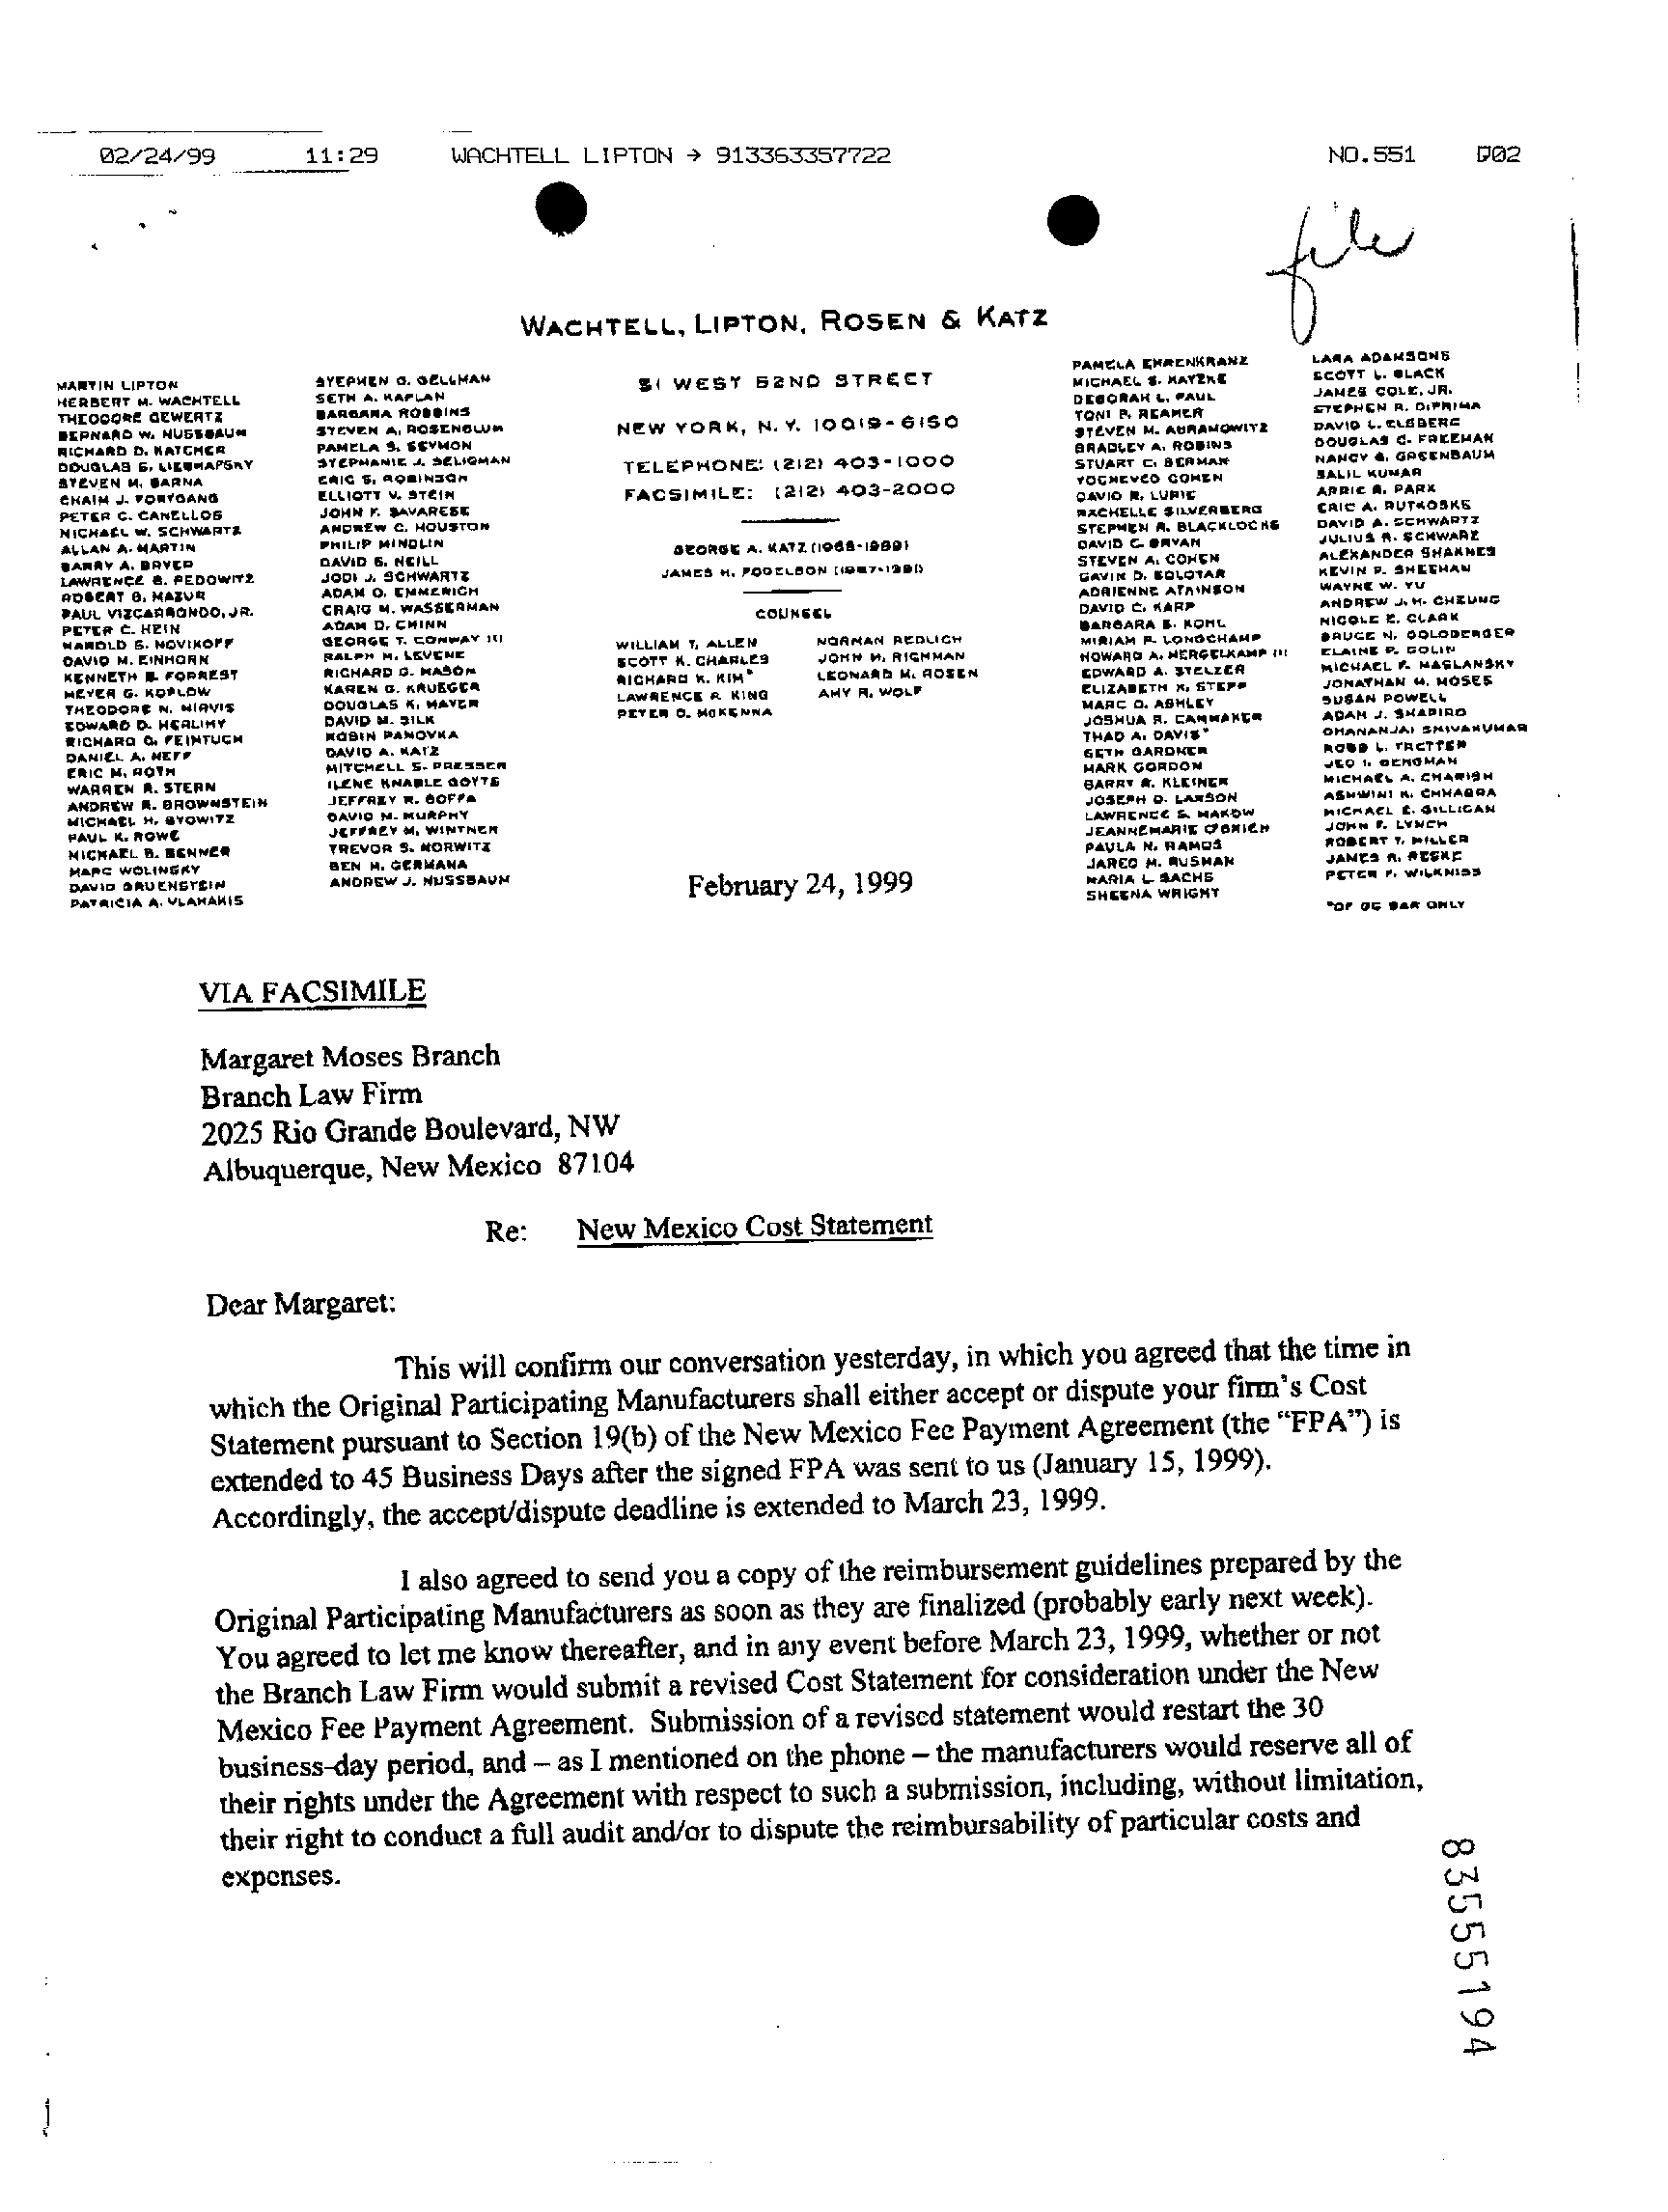 02/24/99 11:29 WACHTELL LIPTON → 913363357722 NO.551 P02
file
WACHTELL, LIPTON, ROSEN & KATZ
MARTIN LIPTON
HERBERT M. WACHTELL
THEODORE GEWERTZ
BERNARD W. NUSSBAUM
RICHARD D. KATCHER
STEVEN M. BARNA
PETER C. CANELLOS
MICHAEL W. SCHWARTZ
ALLAN A. MARTIN
BARRY A. BRYER
LAWRENCE B. PEDOWITZ
ROBERT B. MAZUR
PAUL VIZCARRONDO, JR.
PETER C. HEIN
HAROLD S. NOVIKOFF
DAVID M. EINHORN
KENNETH B. FORREST
MEYER G. KOPLOW
THEODORE N. MIRVIS
EDWARD D. HERLIHY
RICHARD G. FEINTUCH
DANIEL A. NEFF
ERIC M. ROTH
WARREN R. STERN
ANDREW R. BROWNSTEIN
MICHAEL H. BYOWITZ
PAUL K. ROWE
MICHAEL B. BENNER
MARC WOLINSKY
DAVID GRUENSTEIN
PATRICIA A. VLAHAKIS
STEPHEN G. GELLMAN
SETH A. KAPLAN
BARBARA ROBBINS
STEVEN A. ROSENBLUM
PAMELA S. SEYMON
STEPHANIE J. SELIGMAN
ERIC S. ROBINSON
ELLIOTT V. STEIN
JOHN F. SAVARESE
ANDREW C. HOUSTON
PHILIP MINDLIN
DAVID S. NEILL
JODI J. SCHWARTZ
ADAM O. EMMERICH
CRAIG M. WASSERMAN
ADAM D. CHINN
GEORGE T. CONWAY III
RALPH M. LEVENE
RICHARD G. MASON
KAREN G. KRUEGER
DOUGLAS K. MAYER
DAVID M. SILK
ROBIN PANOVKA
DAVID A. KATZ
MITCHELL S. PRESSER
ILENE KNABLE GOTTS
JEFFREY R. BOFFA
DAVID M. MURPHY
JEFFREY M. WINTNER
TREVOR S. NORWITZ
BEN M. GERMANA
ANDREW J. NUSSBAUM
51 WEST 52ND STREET
NEW YORK, N.Y. 10019-6150
TELEPHONE: (212) 403-1000
FACSIMILE: (212) 403-2000
GEORGE A. KATZ (1965-1989)
JAMES H. FOGELSON (1967-1991)
COUNSEL
WILLIAM T. ALLEN
SCOTT K. CHARLES
RICHARD K. KIM*
LAWRENCE P. KING
PETER D. McKENNA
NORMAN REDLICH
JOHN M. RICHMAN
LEONARD M. ROSEN
AMY R. WOLF
PAMELA EHRENKRANZ
MICHAEL S. KATZKE
DEBORAH L. PAUL
STEVEN M. ABRAMOWITZ
BRADLEY A. ROBINS
STUART C. BERMAN
YOCHEVED COHEN
DAVID R. LURIE
RACHELLE SILVERBERG
STEPHEN R. BLACKLOCKS
DAVID C. BRYAN
STEVEN A. COHEN
GAVIN D. SOLOTAR
ADRIENNE ATKINSON
DAVID C. KARP
BARBARA B. KOHL
MIRIAM P. LONGCHAMP
HOWARD A. MERGELKAMP III
EDWARD A. STELZER
ELIZABETH K. STEPP
MARC D. ASHLEY
JOSHUA R. CAMMAKER
THAD A. DAVIS*
SETH GARDNER
MARK GORDON
BARRY R. KLEINER
JOSEPH D. LARSON
LAWRENCE S. MAKOW
JEANNEMARIE O'BRIEN
PAULA N. RAMOS
JARED M. RUSMAN
MARIA L. SACHS
SHEENA WRIGHT
LARA ADAMSONS
SCOTT L. BLACK
JAMES COLE, JR.
STEPHEN R. DiPRIMA
DAVID L. ELSBERG
DOUGLAS C. FREEMAN
NANCY B. GREENBAUM
SALIL KUMAR
ARRIE R. PARK
ERIC A. RUTKOSKE
DAVID A. SCHWARTZ
JULIUS R. SCHWARZ
ALEXANDER SHAKNES
KEVIN P. SHEEHAN
WAYNE W. YU
ANDREW J.H. CHEUNG
NICOLE E. CLARK
BRUCE N. GOLDBERGER
ELAINE P. GOLIN
MICHAEL F. MASLANSKY
JONATHAN M. MOSES
SUSAN POWELL
ADAM J. SHAPIRO
DHANANJAI SHIVAKUMAR
ROSS L. TRETTER
JED I. BERGMAN
MICHAEL A. CHARISH
ASHWINI K. CHHABRA
MICHAEL E. GILLIGAN
JOHN F. LYNCH
ROBERT T. MILLER
JAMES R. RESKE
PETER P. WILKNISS
*OF DC BAR ONLY
February 24, 1999
VIA FACSIMILE
Margaret Moses Branch
Branch Law Firm
2025 Rio Grande Boulevard, NW
Albuquerque, New Mexico 87104
Re: New Mexico Cost Statement
Dear Margaret:
This will confirm our conversation yesterday, in which you agreed that the time in
which the Original Participating Manufacturers shall either accept or dispute your firm's Cost
Statement pursuant to Section 19(b) of the New Mexico Fee Payment Agreement (the "FPA") is
extended to 45 Business Days after the signed FPA was sent to us (January 15, 1999).
Accordingly, the accept/dispute deadline is extended to March 23, 1999.
I also agreed to send you a copy of the reimbursement guidelines prepared by the
Original Participating Manufacturers as soon as they are finalized (probably early next week).
You agreed to let me know thereafter, and in any event before March 23, 1999, whether or not
the Branch Law Firm would submit a revised Cost Statement for consideration under the New
Mexico Fee Payment Agreement. Submission of a revised statement would restart the 30
business-day period, and – as I mentioned on the phone – the manufacturers would reserve all of
their rights under the Agreement with respect to such a submission, including, without limitation,
their right to conduct a full audit and/or to dispute the reimbursability of particular costs and
expenses.
83555194